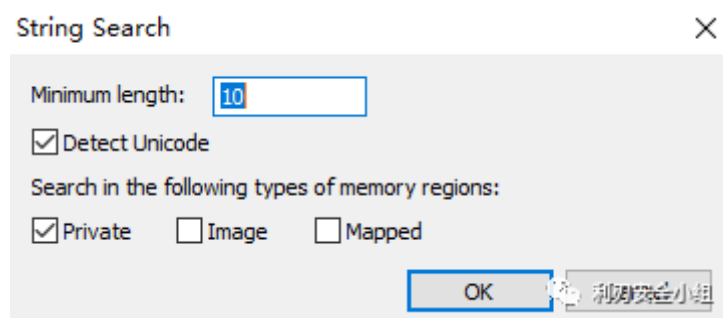 String Search
Minimum length: 10
Detect Unicode
Search in the following types of memory regions:
Private Image Mapped
OK 利刃安全小组